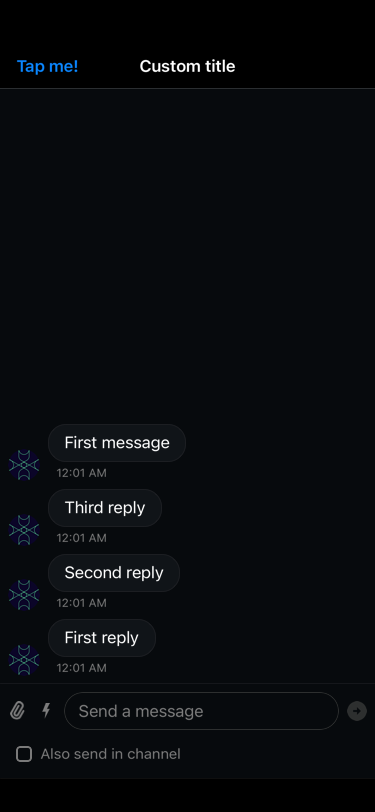 Tap me!
Custom title
First message
12:01 AM
Third reply
12:01 AM
Second reply
12:01 AM
First reply
12:01 AM
Send a message
Also send in channel